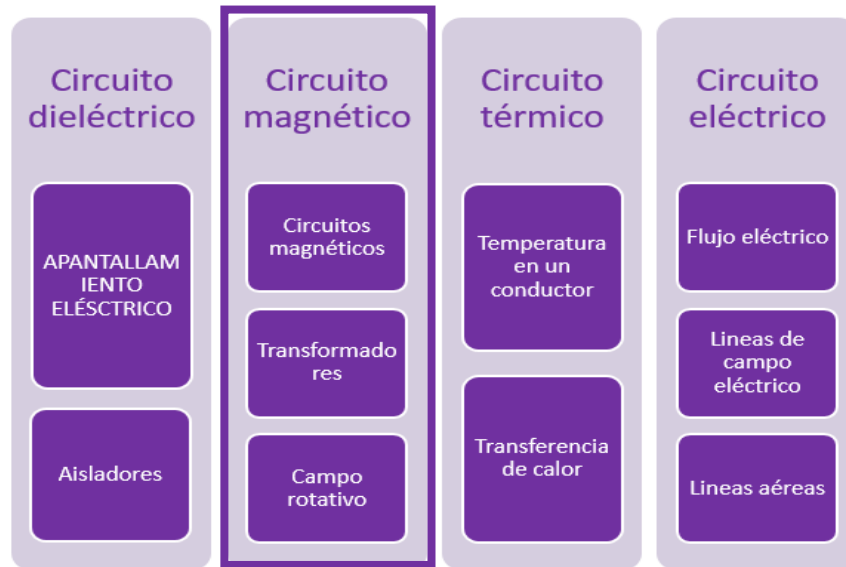 Circuito
dieléctrico
APANTALLAM
IENTO
ELÉSCTRICO
Aisladores
Circuito
magnético
Circuitos
magnéticos
Transformado
res
Campo
rotativo
Circuito
térmico
Temperatura
en un
conductor
Transferencia
de calor
Circuito
eléctrico
Flujo eléctrico
Lineas de
campo
eléctrico
Lineas aéreas